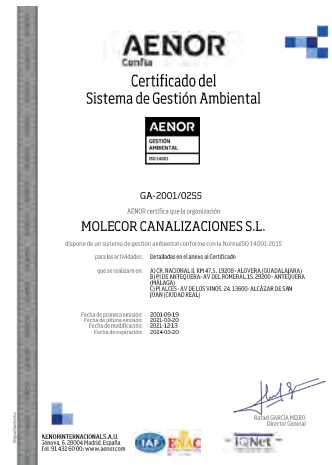 AENOR
Confía
Certificado del
Sistema de Gestión Ambiental
AENOR
GESTIÓN
AMBIENTAL
ISO 14001
GA-2001/0255
AENOR certifica que la organización
MOLECOR CANALIZACIONES S.L.
dispone de un sistema de gestión ambiental conforme con la NormaISO 14001:2015
para las actividades: Detalladas en el anexo al Certificado
que se realiza/n en: A) CR. NACIONAL II, KM 47,5. 19208 - ALOVERA (GUADALAJARA)
B) PI DE ANTEQUERA - AV DEL ROMERAL, 15. 29200 - ANTEQUERA
(MÁLAGA)
C) PI ALCES - AV DE LOS VINOS, 24. 13600 - ALCÁZAR DE SAN
JUAN (CIUDAD REAL)
Fecha de primera emisión: 2001-09-19
Fecha de última emisión: 2021-03-20
Fecha de modificación: 2021-12-13
Fecha de expiración: 2024-03-20
Rafael GARCÍA MEIRO
Director General
AENOR INTERNACIONAL S.A.U.
Génova, 6. 28004 Madrid. España
Tel. 91 432 60 00.- www.aenor.com
IAF
ENAC
IQNet